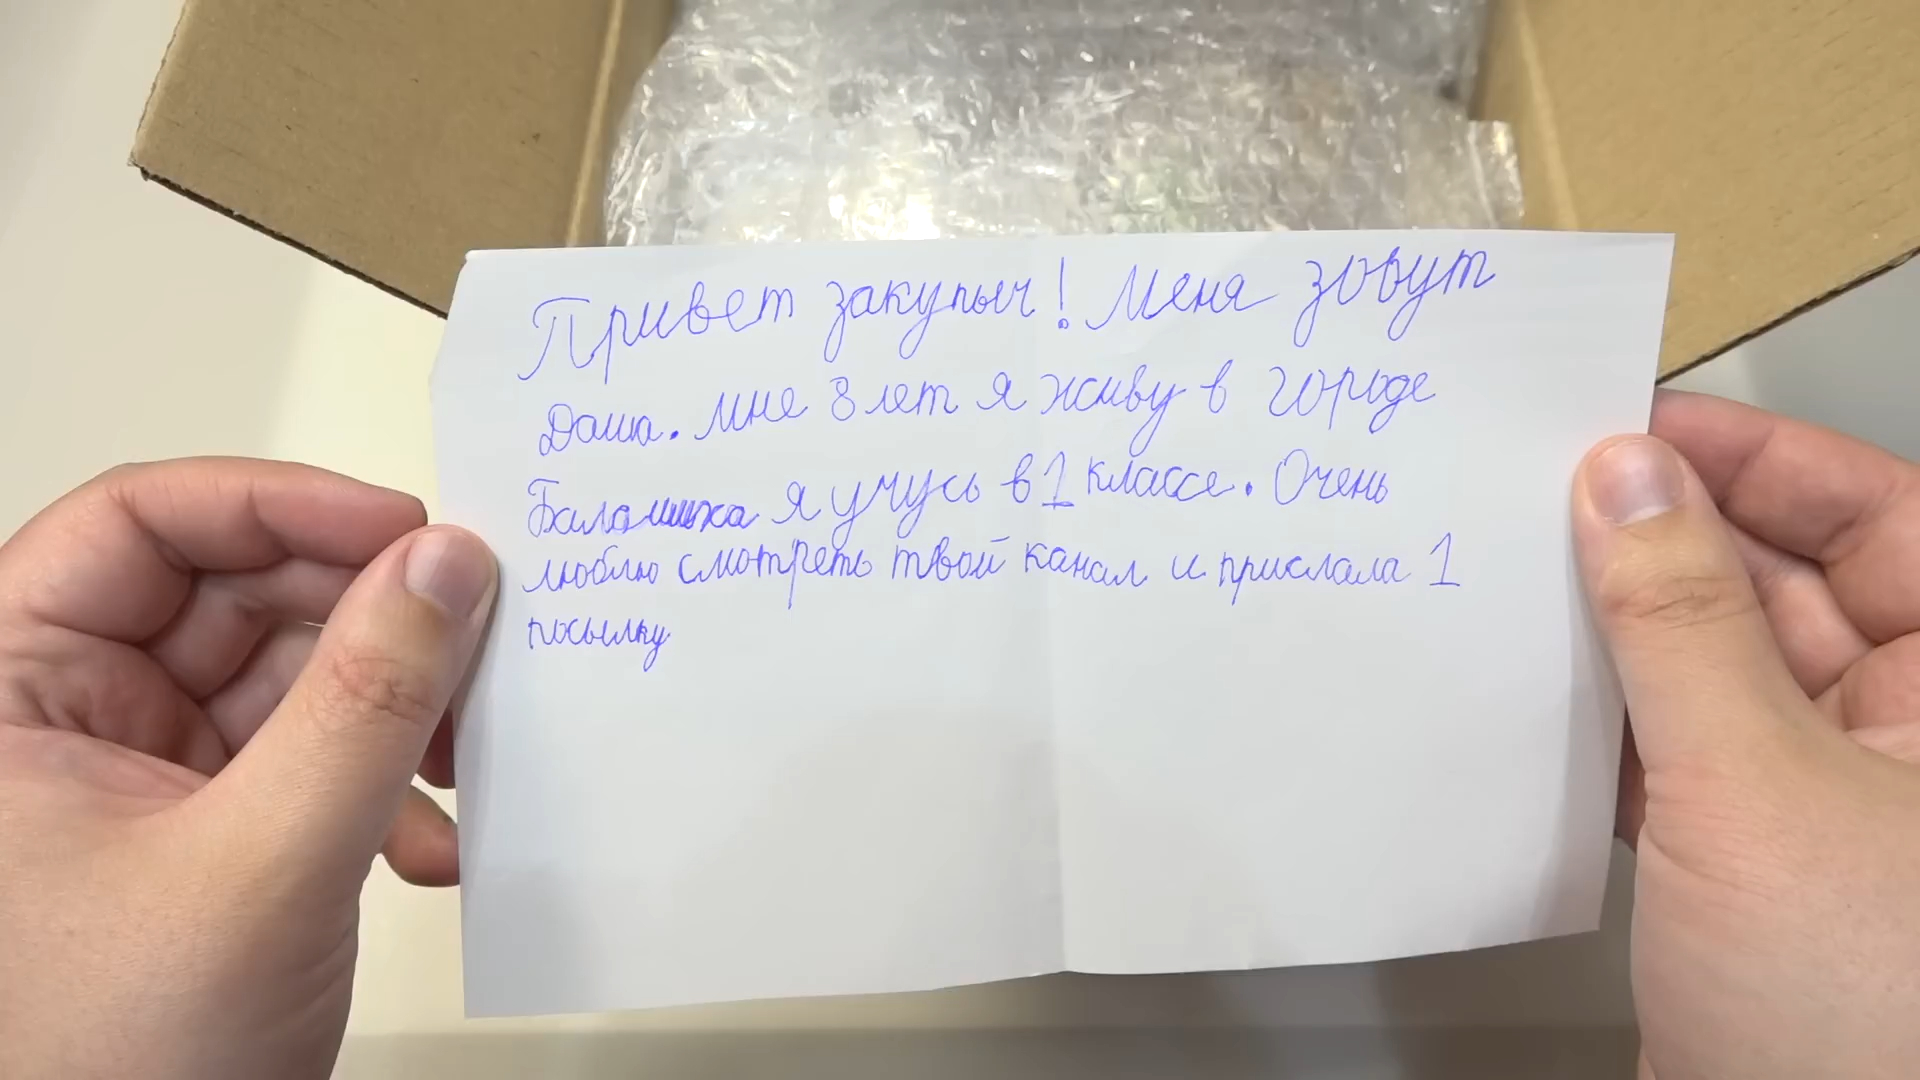 Привет закупыч! Меня зовут
Даша. Мне 8 лет я живу в городе
Балашиха я учусь в 1 классе. Очень
люблю смотреть твой канал и прислала 1
посылку